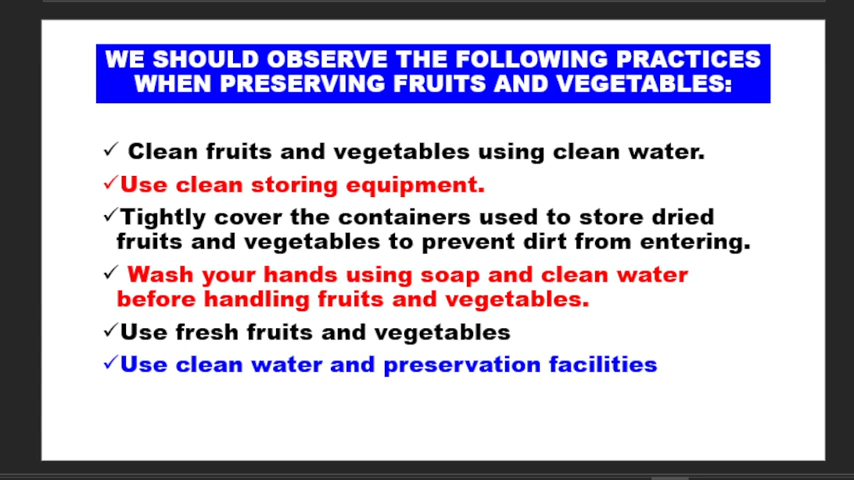 WE SHOULD OBSERVE THE FOLLOWING PRACTICES
WHEN PRESERVING FRUITS AND VEGETABLES:
✓ Clean fruits and vegetables using clean water.
✓Use clean storing equipment.
✓Tightly cover the containers used to store dried
fruits and vegetables to prevent dirt from entering.
✓ Wash your hands using soap and clean water
before handling fruits and vegetables.
✓Use fresh fruits and vegetables
✓Use clean water and preservation facilities